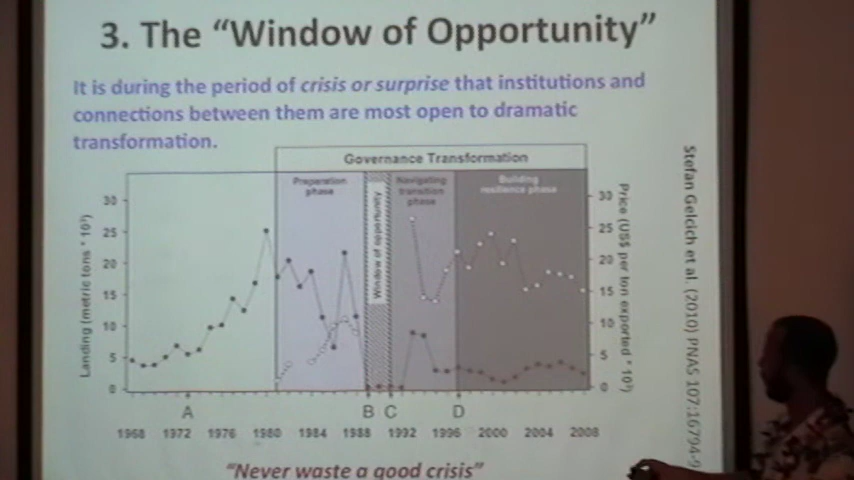 3. The “Window of Opportunity”
It is during the period of crisis or surprise that institutions and
connections between them are most open to dramatic
transformation.
Governance Transformation
Preparation
phase
Window of opportunity
Navigating
transition
phase
Building
resilience phase
Landing (metric tons * 10³)
30
25
20
15
10
5
0
Price (US$ per ton exported * 10³)
30
25
20
15
10
5
0
A
B
C
D
1968 1972 1976 1980 1984 1988 1992 1996 2000 2004 2008
Stefan Gelcich et al. (2010) PNAS 107:16794-9
“Never waste a good crisis”